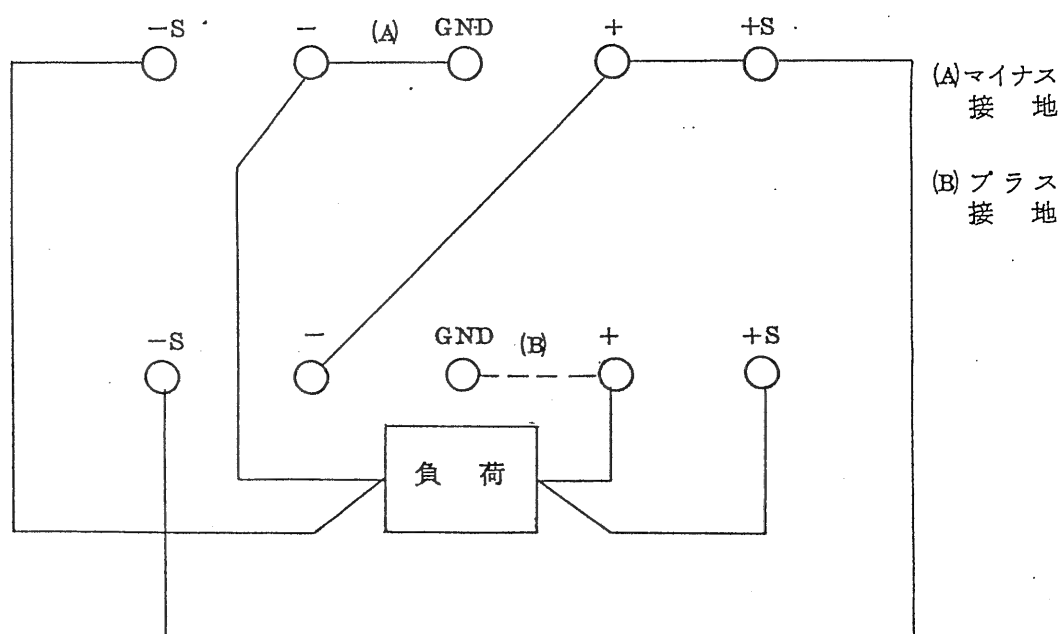 −S − (A) GND + +S
(A)マイナス
接 地
(B)プラス
接 地
−S − GND (B) + +S
負 荷